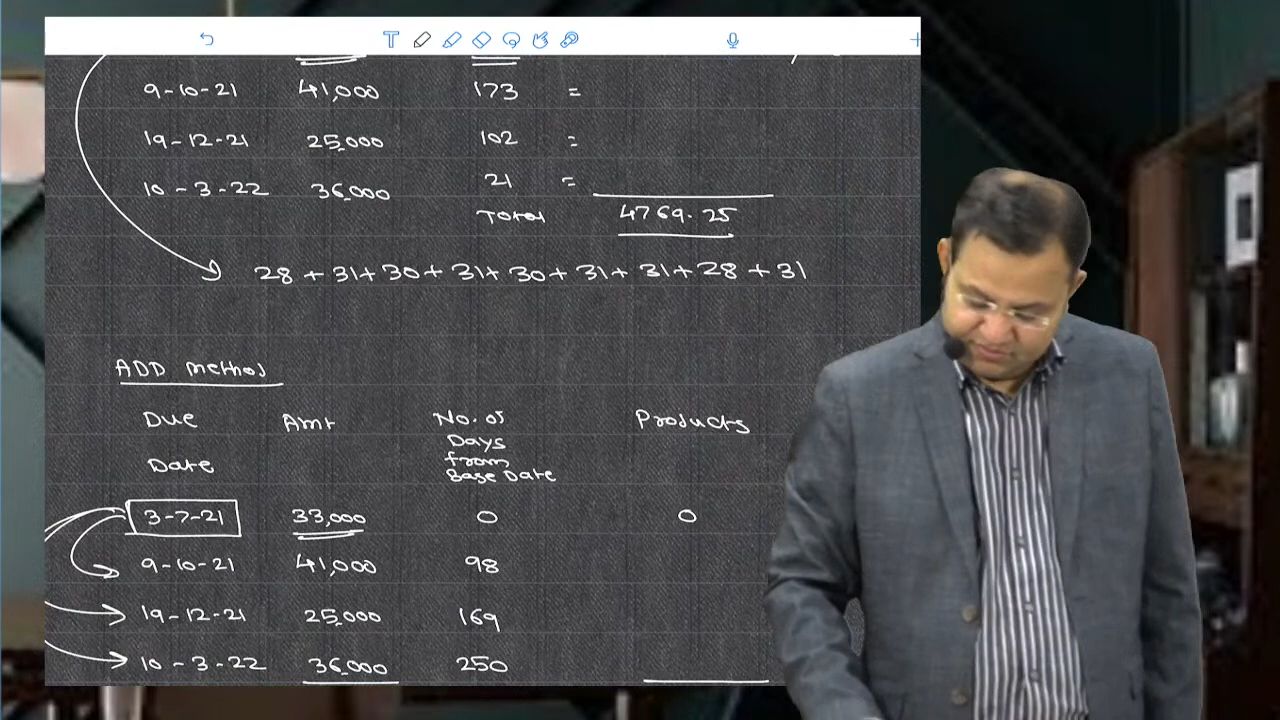 9-10-21 41,000 173 =
19-12-21 25,000 102 =
10-3-22 36,000 21 =
Total 4769.25
28 + 31 + 30 + 31 + 30 + 31 + 31 + 28 + 31
ADD Method
Due Amt No. of Products
Days
Date from
Base Date
3-7-21 33,000 0 0
9-10-21 41,000 98
19-12-21 25,000 169
10-3-22 36,000 250